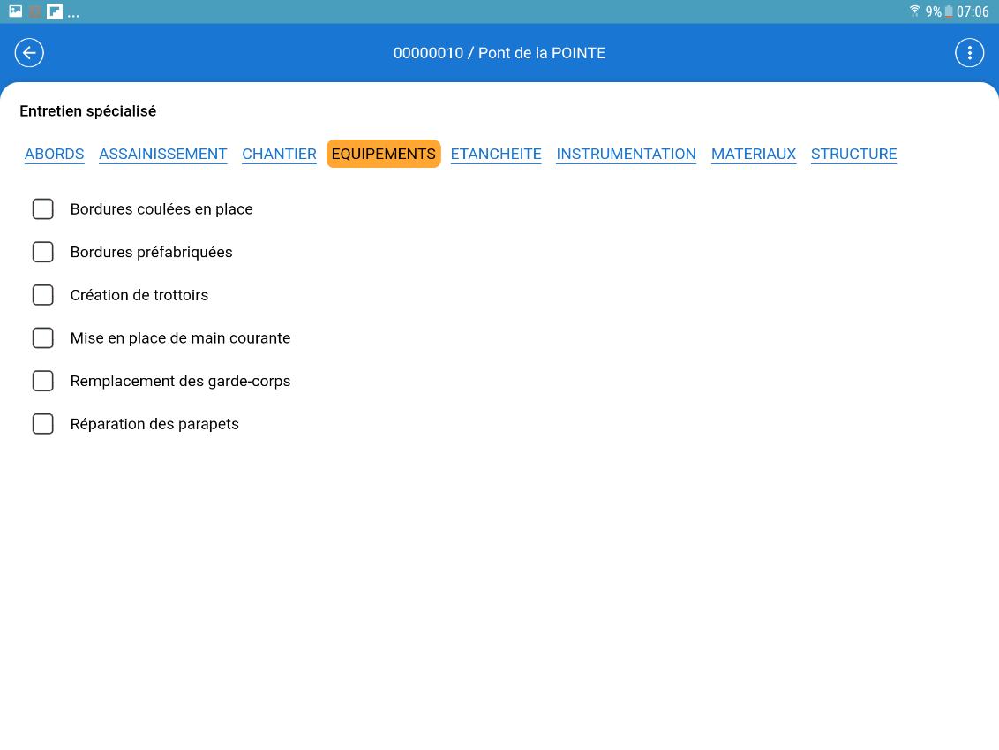 ... 9% 07:06
00000010 / Pont de la POINTE
Entretien spécialisé
ABORDS ASSAINISSEMENT CHANTIER EQUIPEMENTS ETANCHEITE INSTRUMENTATION MATERIAUX STRUCTURE
Bordures coulées en place
Bordures préfabriquées
Création de trottoirs
Mise en place de main courante
Remplacement des garde-corps
Réparation des parapets